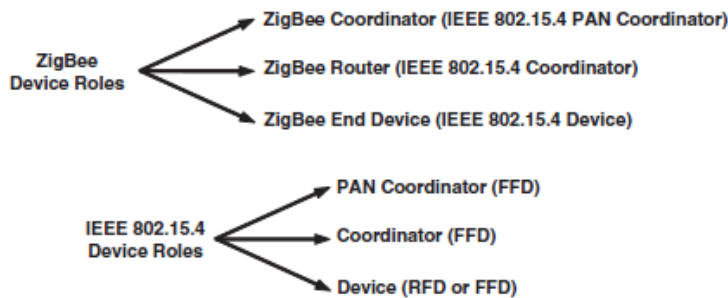 ZigBee Coordinator (IEEE 802.15.4 PAN Coordinator)
ZigBee
Device Roles
ZigBee Router (IEEE 802.15.4 Coordinator)
ZigBee End Device (IEEE 802.15.4 Device)
PAN Coordinator (FFD)
IEEE 802.15.4
Device Roles
Coordinator (FFD)
Device (RFD or FFD)